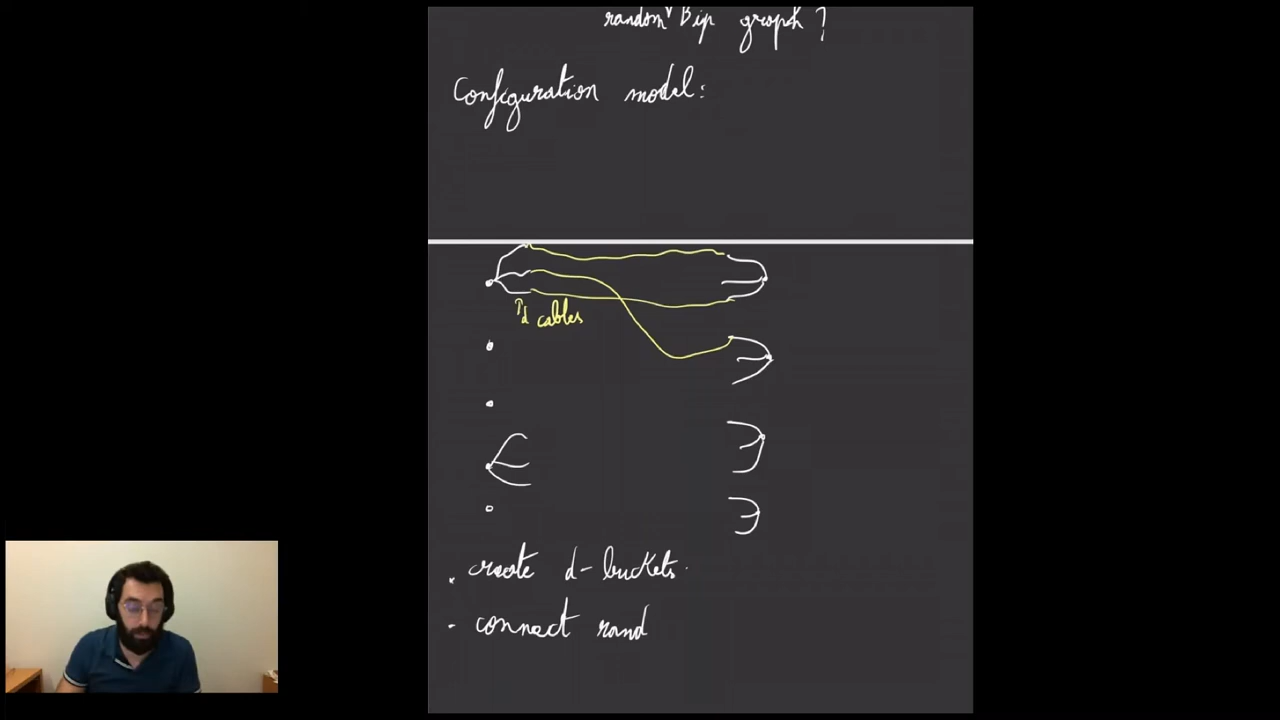 random Bip graph?
Configuration model:
d cables
. create d-buckets.
- connect rand